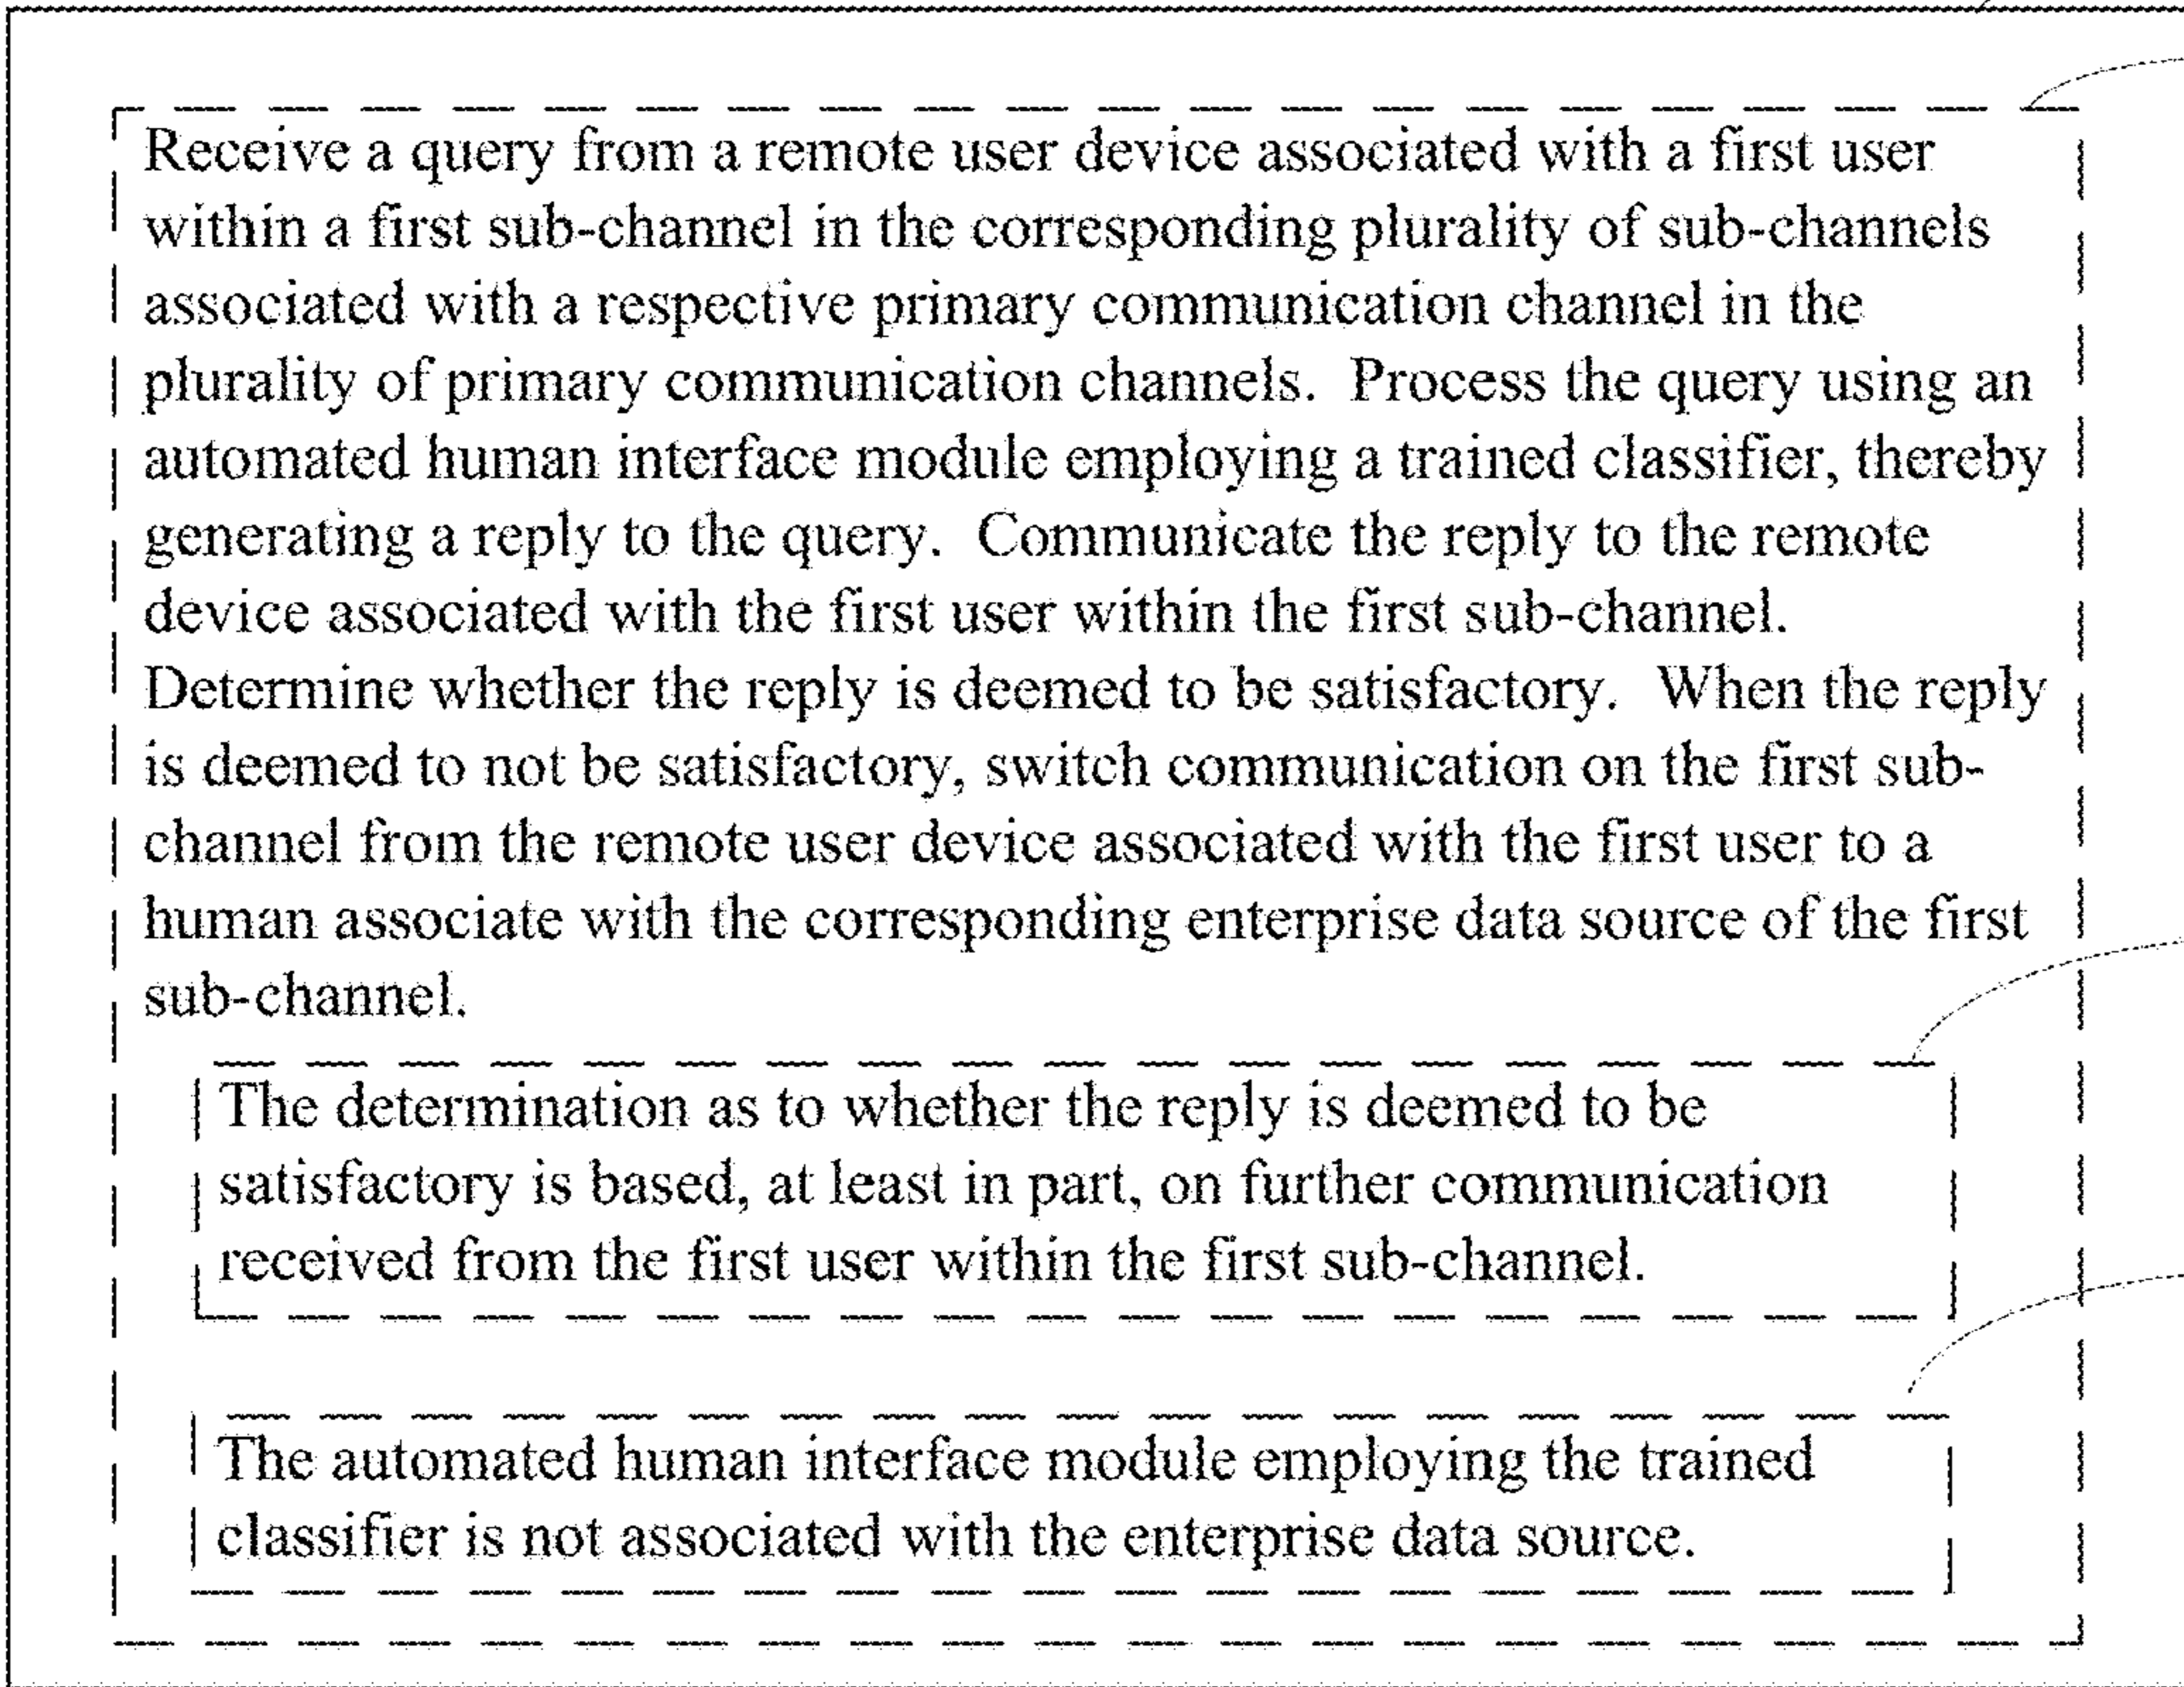 Receive a query from a remote user device associated with a first user
within a first sub-channel in the corresponding plurality of sub-channels
associated with a respective primary communication channel in the
plurality of primary communication channels.  Process the query using an
automated human interface module employing a trained classifier, thereby
generating a reply to the query.  Communicate the reply to the remote
device associated with the first user within the first sub-channel.
Determine whether the reply is deemed to be satisfactory.  When the reply
is deemed to not be satisfactory, switch communication on the first sub-
channel from the remote user device associated with the first user to a
human associate with the corresponding enterprise data source of the first
sub-channel.
The determination as to whether the reply is deemed to be
satisfactory is based, at least in part, on further communication
received from the first user within the first sub-channel.
The automated human interface module employing the trained
classifier is not associated with the enterprise data source.